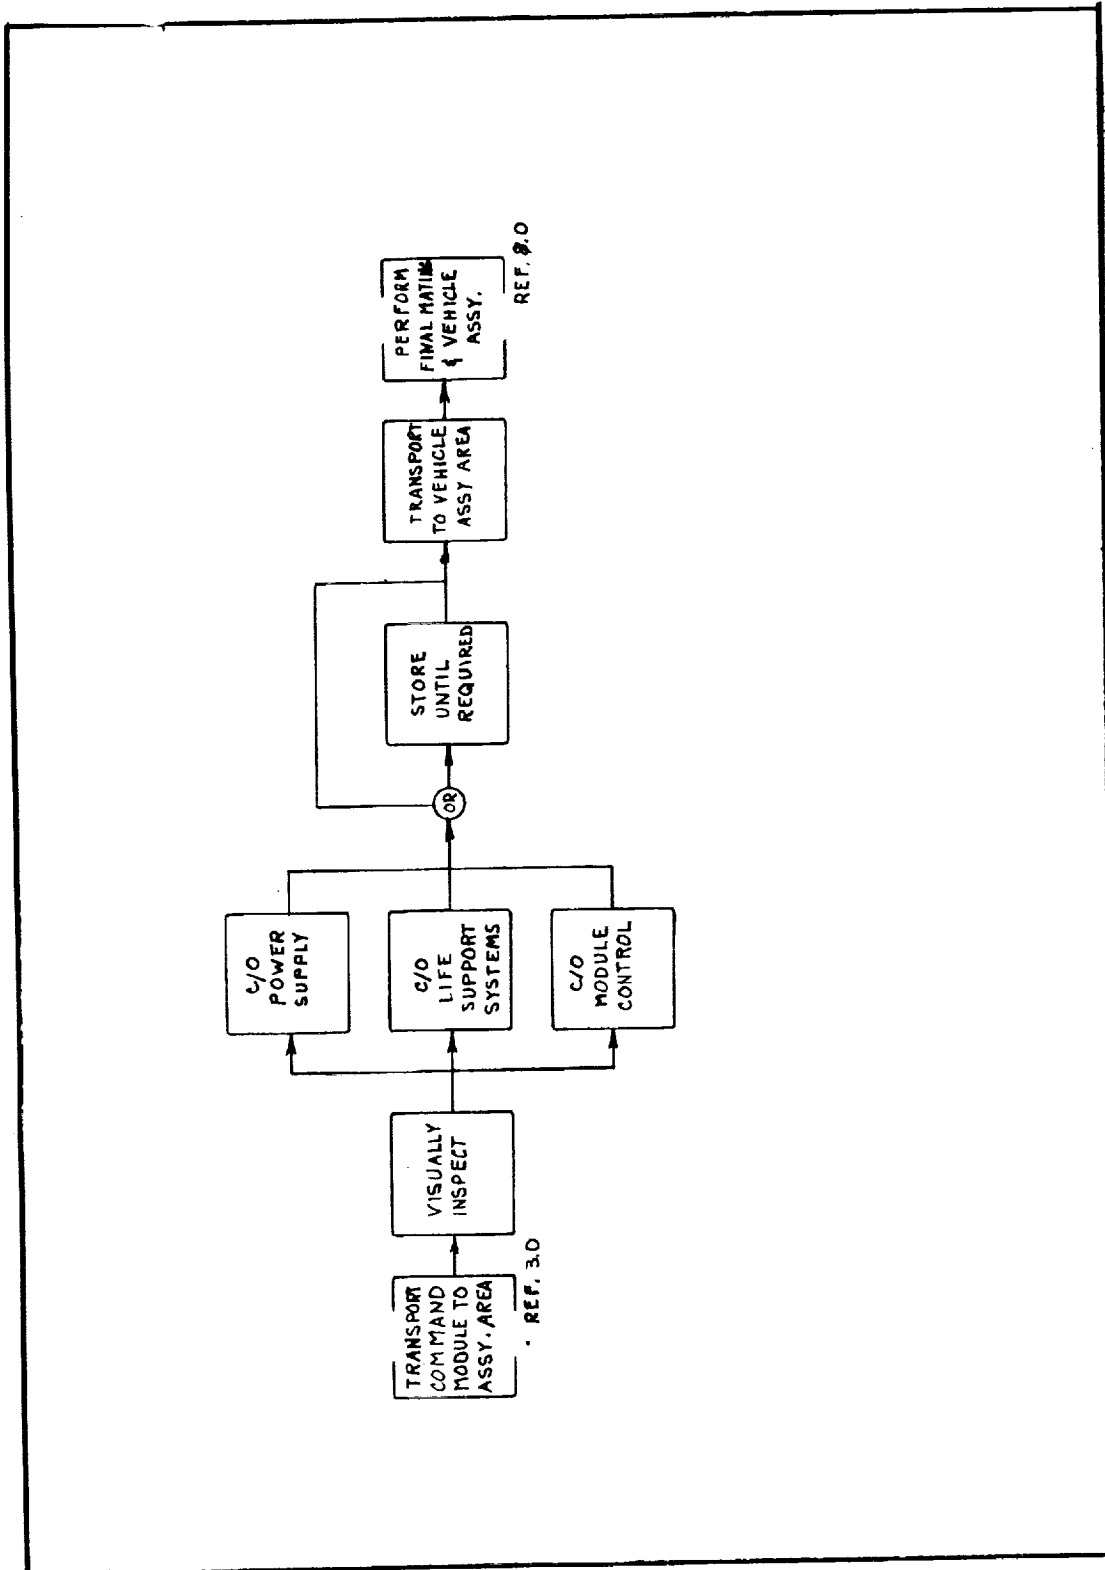 TRANSPORT
COMMAND
MODULE TO
ASSY. AREA
REF. 3.0
VISUALLY
INSPECT
C/O
POWER
SUPPLY
C/O
LIFE
SUPPORT
SYSTEMS
C/O
MODULE
CONTROL
OR
STORE
UNTIL
REQUIRED
TRANSPORT
TO VEHICLE
ASSY AREA
PERFORM
FINAL MATING
& VEHICLE
ASSY.
REF.